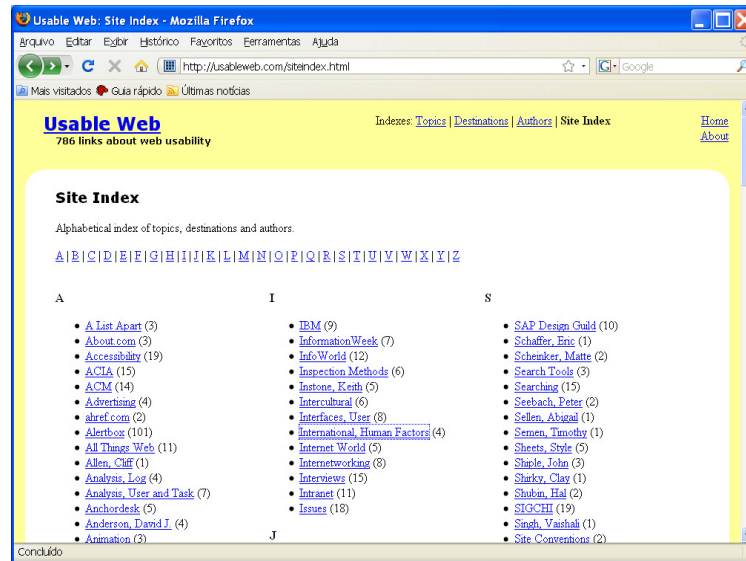 Usable Web: Site Index - Mozilla Firefox
Arquivo Editar Exibir Histórico Favoritos Ferramentas Ajuda
http://usableweb.com/siteindex.html
Google
Mais visitados Guia rápido Últimas notícias
Usable Web
786 links about web usability
Indexes: Topics | Destinations | Authors | Site Index
Home
About
Site Index
Alphabetical index of topics, destinations and authors.
A | B | C | D | E | F | G | H | I | J | K | L | M | N | O | P | Q | R | S | T | U | V | W | X | Y | Z
A
A List Apart (3)
About.com (3)
Accessibility (19)
ACIA (15)
ACM (14)
Advertising (4)
ahref.com (2)
Alertbox (101)
All Things Web (11)
Allen, Cliff (1)
Analysis, Log (4)
Analysis, User and Task (7)
Anchordesk (5)
Anderson, David J. (4)
Animation (3)
I
IBM (9)
InformationWeek (7)
InfoWorld (12)
Inspection Methods (6)
Instone, Keith (5)
Intercultural (6)
Interfaces, User (8)
International, Human Factors (4)
Internet World (5)
Internetworking (8)
Interviews (15)
Intranet (11)
Issues (18)
J
S
SAP Design Guild (10)
Schaffer, Eric (1)
Scheinker, Matte (2)
Search Tools (3)
Searching (15)
Seebach, Peter (2)
Sellen, Abigail (1)
Semen, Timothy (1)
Sheets, Style (5)
Shiple, John (3)
Shirky, Clay (1)
Shubin, Hal (2)
SIGCHI (19)
Singh, Vaishali (1)
Site Conventions (2)
Concluído